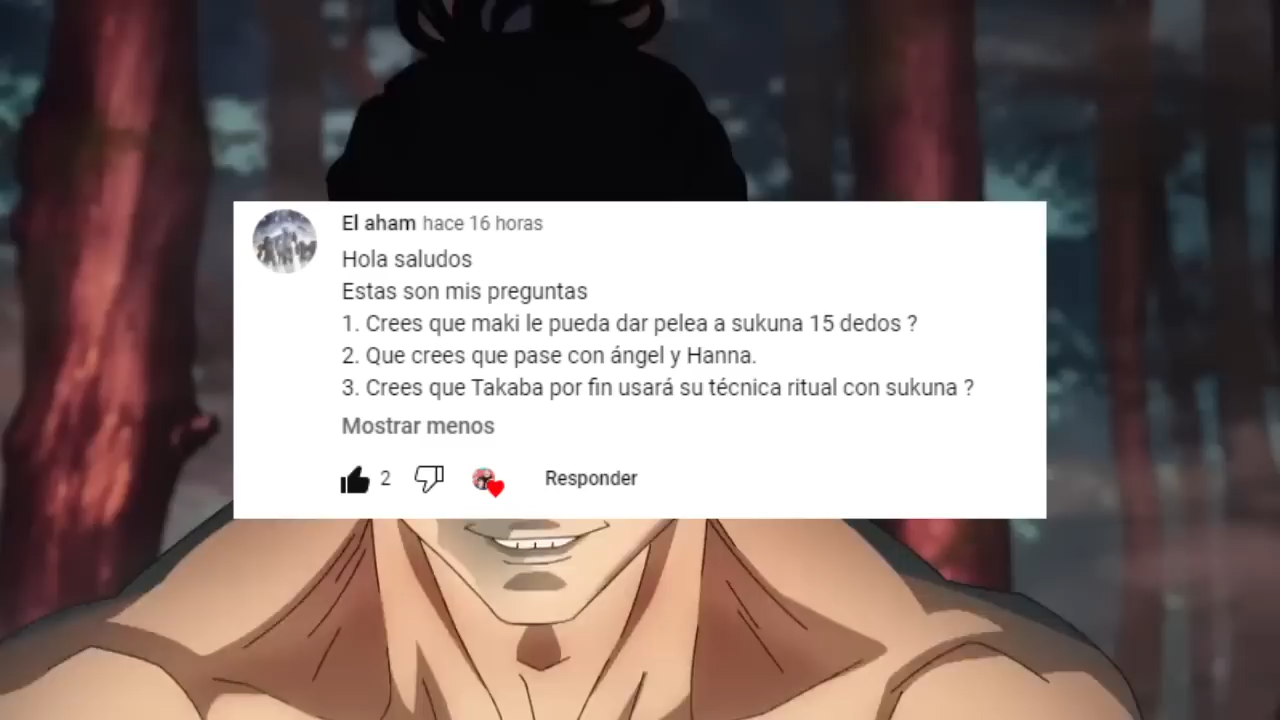 El aham hace 16 horas
Hola saludos
Estas son mis preguntas
1. Crees que maki le pueda dar pelea a sukuna 15 dedos ?
2. Que crees que pase con ángel y Hanna.
3. Crees que Takaba por fin usará su técnica ritual con sukuna ?
Mostrar menos
2 Responder